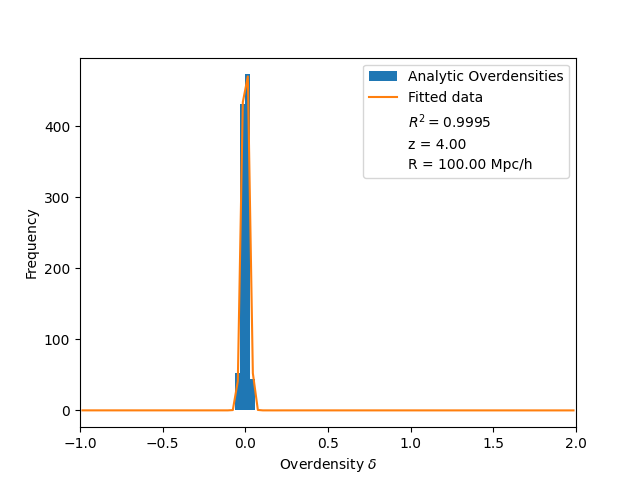 Analytic Overdensities
Fitted data
R² = 0.9995
z = 4.00
R = 100.00 Mpc/h
Frequency
400
300
200
100
0
−1.0 −0.5 0.0 0.5 1.0 1.5 2.0
Overdensity δ